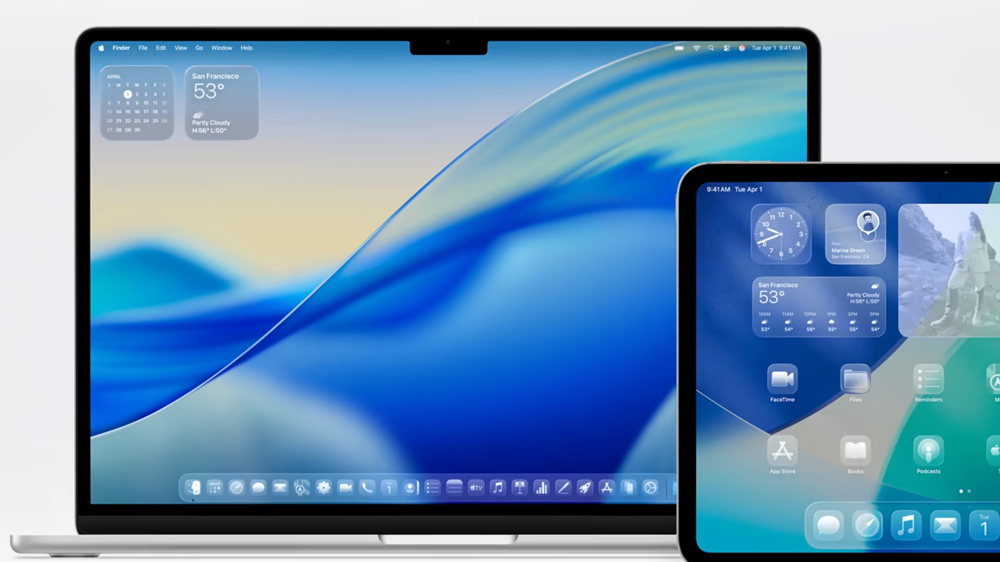 Finder File Edit View Go Window Help
Tue Apr 1 9:41 AM
APRIL
S M T W T F S
1 2 3 4 5
6 7 8 9 10 11 12
13 14 15 16 17 18 19
20 21 22 23 24 25 26
27 28 29 30
San Francisco
53°
Partly Cloudy
H:56° L:50°
1
tv
9:41 AM Tue Apr 1
12 1 2 3 4 5 6 7 8 9 10 11
Now
Marina Green
San Francisco, CA
San Francisco
53°
Partly Cloudy
H:56° L:50°
10AM 11AM 12PM 1PM 2PM 3PM
53° 54° 56° 55° 55° 54°
FaceTime Files Reminders
App Store Books Podcasts
Tue
1